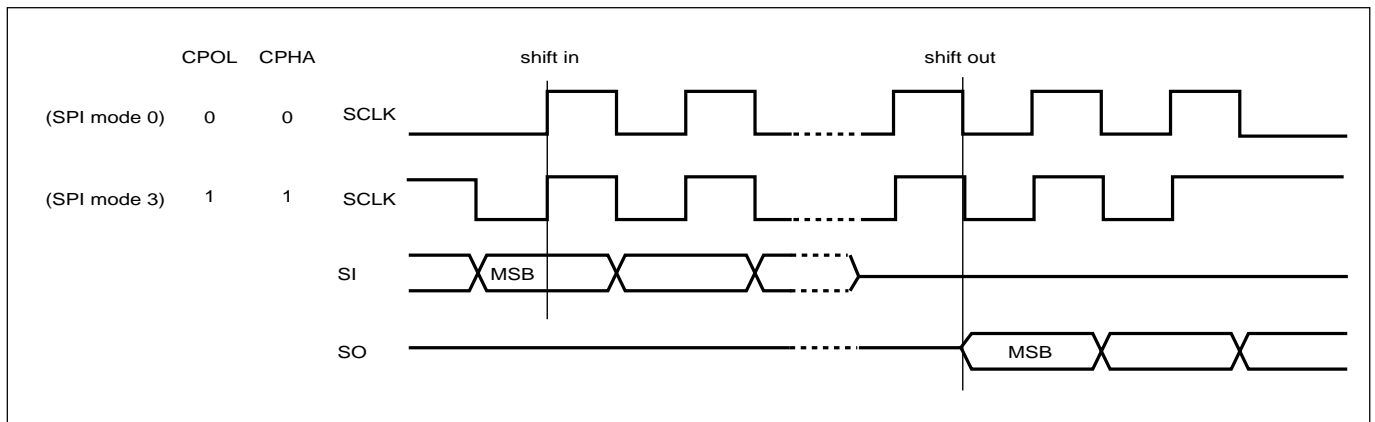 CPOL CPHA shift in shift out
(SPI mode 0) 0 0 SCLK
(SPI mode 3) 1 1 SCLK
SI MSB
SO MSB